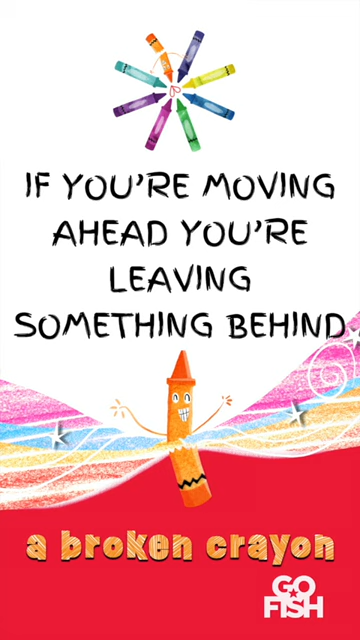 IF YOU'RE MOVING
AHEAD YOU'RE
LEAVING
SOMETHING BEHIND
a broken crayon
GO
FISH